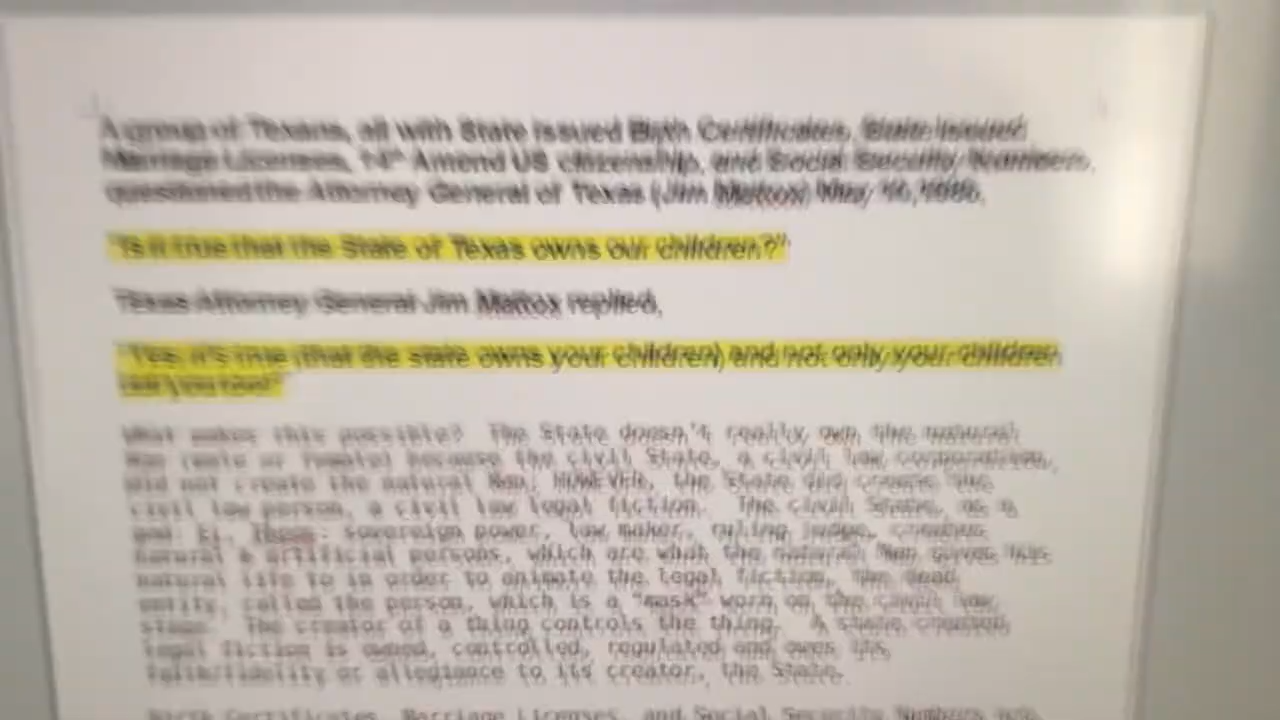 A group of Texans, all with State issued Birth Certificates, State issued
Marriage Licenses, 14th Amend US citizenship, and Social Security Numbers,
questioned the Attorney General of Texas (Jim Mattox) May
"Is it true that the State of Texas owns our children?"
Texas Attorney General Jim Mattox replied,
"Yes, it's true (that the state owns your children) and not only your children
but you too!"
What makes this possible? The State doesn't really own the natural
Man (male or female) because the civil State, a civil law corporation,
did not create the natural Man; HOWEVER, the State did create the
civil law person, a civil law legal fiction. The civil State, as a
sovereign power, law maker, ruling judge, creates
natural & artificial persons, which are what the natural Man gives his
natural life to in order to animate the legal fiction, the dead
entity, called the person, which is a "mask" worn on the civil law
stage. The creator of a thing controls the thing. A state created
legal fiction is owned, controlled, regulated and owes its
faith/fidelity or allegiance to its creator, the State.
Birth Certificates, Marriage Licenses, and Social Security Numbers are